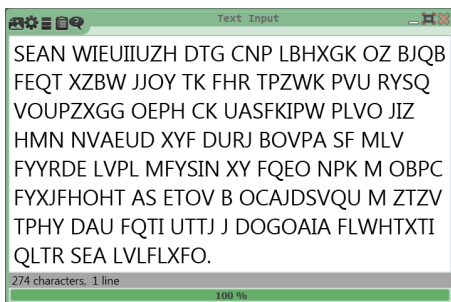 Text Input
SEAN WIEUIIUZH DTG CNP LBHXGK OZ BJQB
FEQT XZBW JJOY TK FHR TPZWK PVU RYSQ
VOUPZXGG OEPH CK UASFKIPW PLVO JIZ
HMN NVAEUD XYF DURJ BOVPA SF MLV
FYYRDE LVPL MFYSIN XY FQEO NPK M OBPC
FYXJFHOHT AS ETOV B OCAJDSVQU M ZTZV
TPHY DAU FQTI UTTJ J DOGOAIA FLWHTXTI
QLTR SEA LVLFLXFO.
274 characters, 1 line
100 %